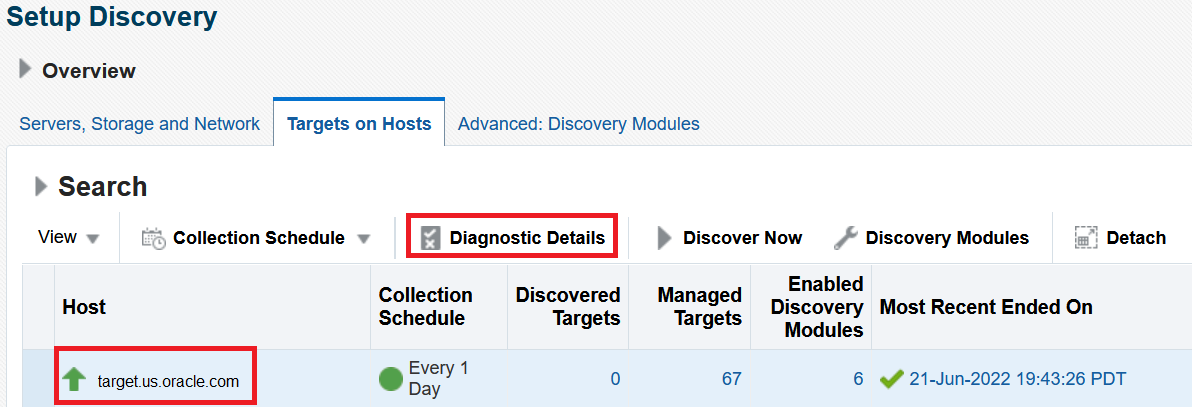 Setup Discovery
Overview
Servers, Storage and Network Targets on Hosts Advanced: Discovery Modules
Search
View Collection Schedule Diagnostic Details Discover Now Discovery Modules Detach
Host Collection Schedule Discovered Targets Managed Targets Enabled Discovery Modules Most Recent Ended On
target.us.oracle.com Every 1 Day 0 67 6 21-Jun-2022 19:43:26 PDT